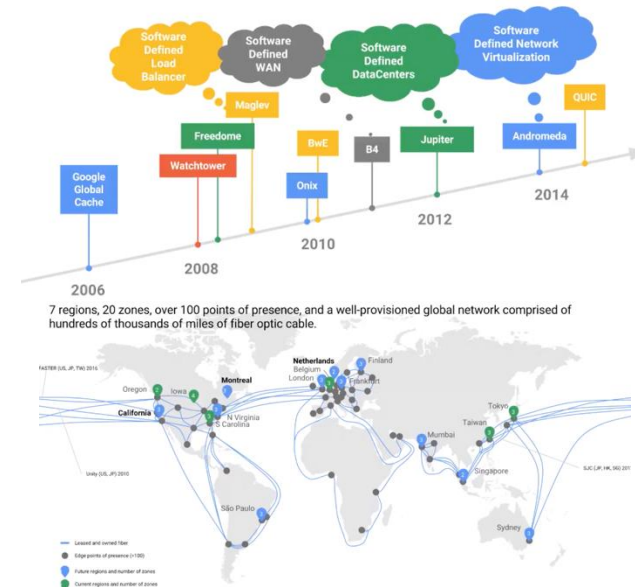 Software
Defined
Load
Balancer
Software
Defined
WAN
Software
Defined
DataCenters
Software
Defined Network
Virtualization
Google
Global
Cache
Watchtower
Freedome
Maglev
Onix
BwE
B4
Jupiter
Andromeda
QUIC
2006
2008
2010
2012
2014
7 regions, 20 zones, over 100 points of presence, and a well-provisioned global network comprised of
hundreds of thousands of miles of fiber optic cable.
FASTER (US, JP, TW) 2016
Unity (US, JP) 2010
SJC (JP, HK, SG)
Oregon
Iowa
Montreal
California
N Virginia
S Carolina
São Paulo
Netherlands
Belgium
London
Finland
Frankfurt
Mumbai
Singapore
Taiwan
Tokyo
Sydney
Leased and owned fiber
Edge points of presence (>100)
Future regions and number of zones
Current regions and number of zones